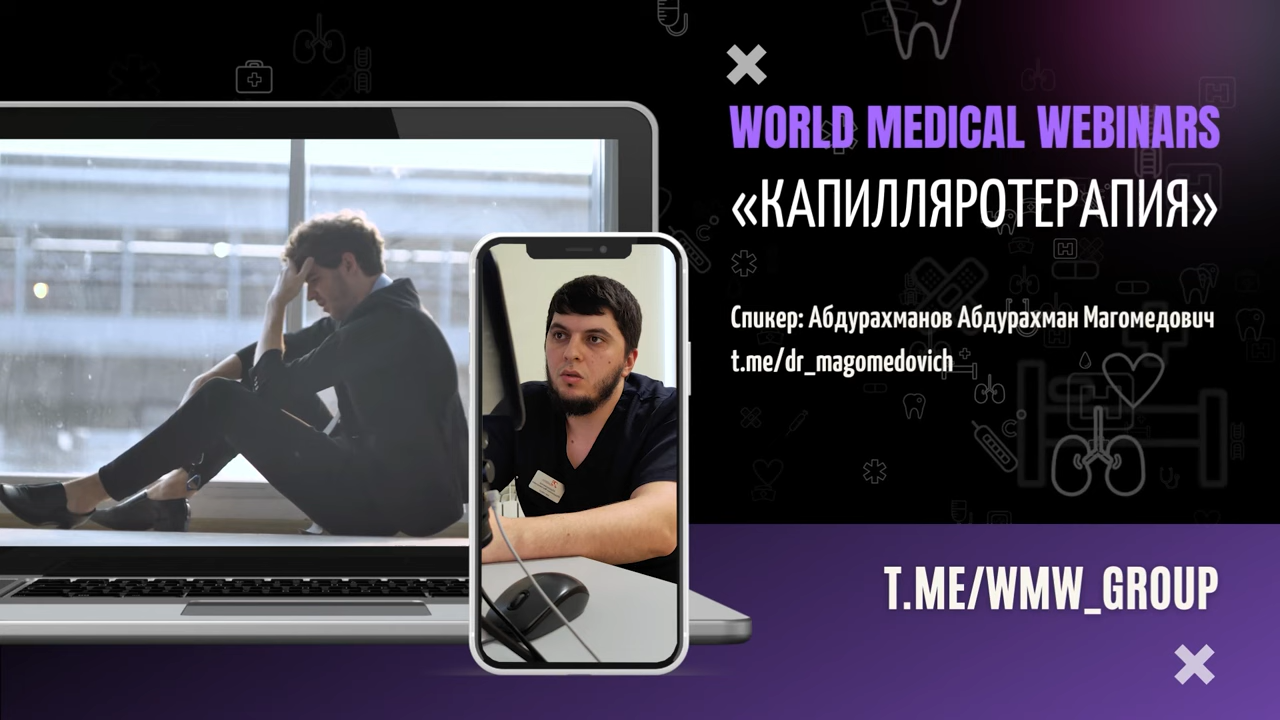 WORLD MEDICAL WEBINARS
«КАПИЛЛЯРОТЕРАПИЯ»
Спикер: Абдурахманов Абдурахман Магомедович
t.me/dr_magomedovich
T.ME/WMW_GROUP